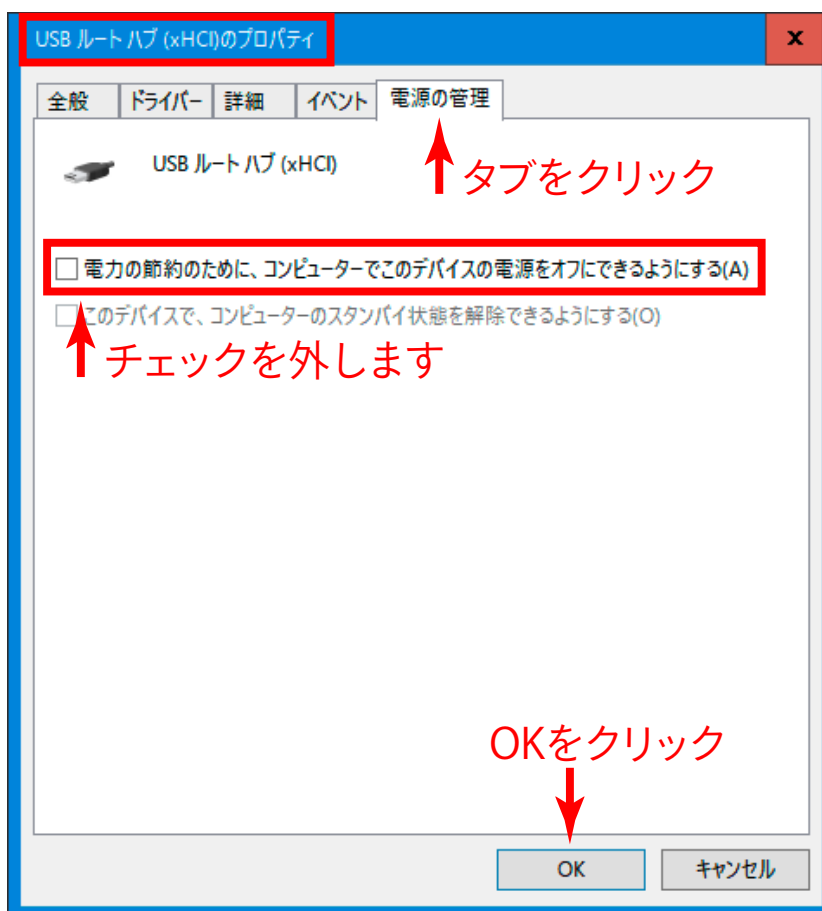 USB ルート ハブ (xHCI)のプロパティ
x
全般 ドライバー 詳細 イベント 電源の管理
USB ルート ハブ (xHCI)
タブをクリック
電力の節約のために、コンピューターでこのデバイスの電源をオフにできるようにする(A)
このデバイスで、コンピューターのスタンバイ状態を解除できるようにする(O)
チェックを外します
OKをクリック
OK キャンセル